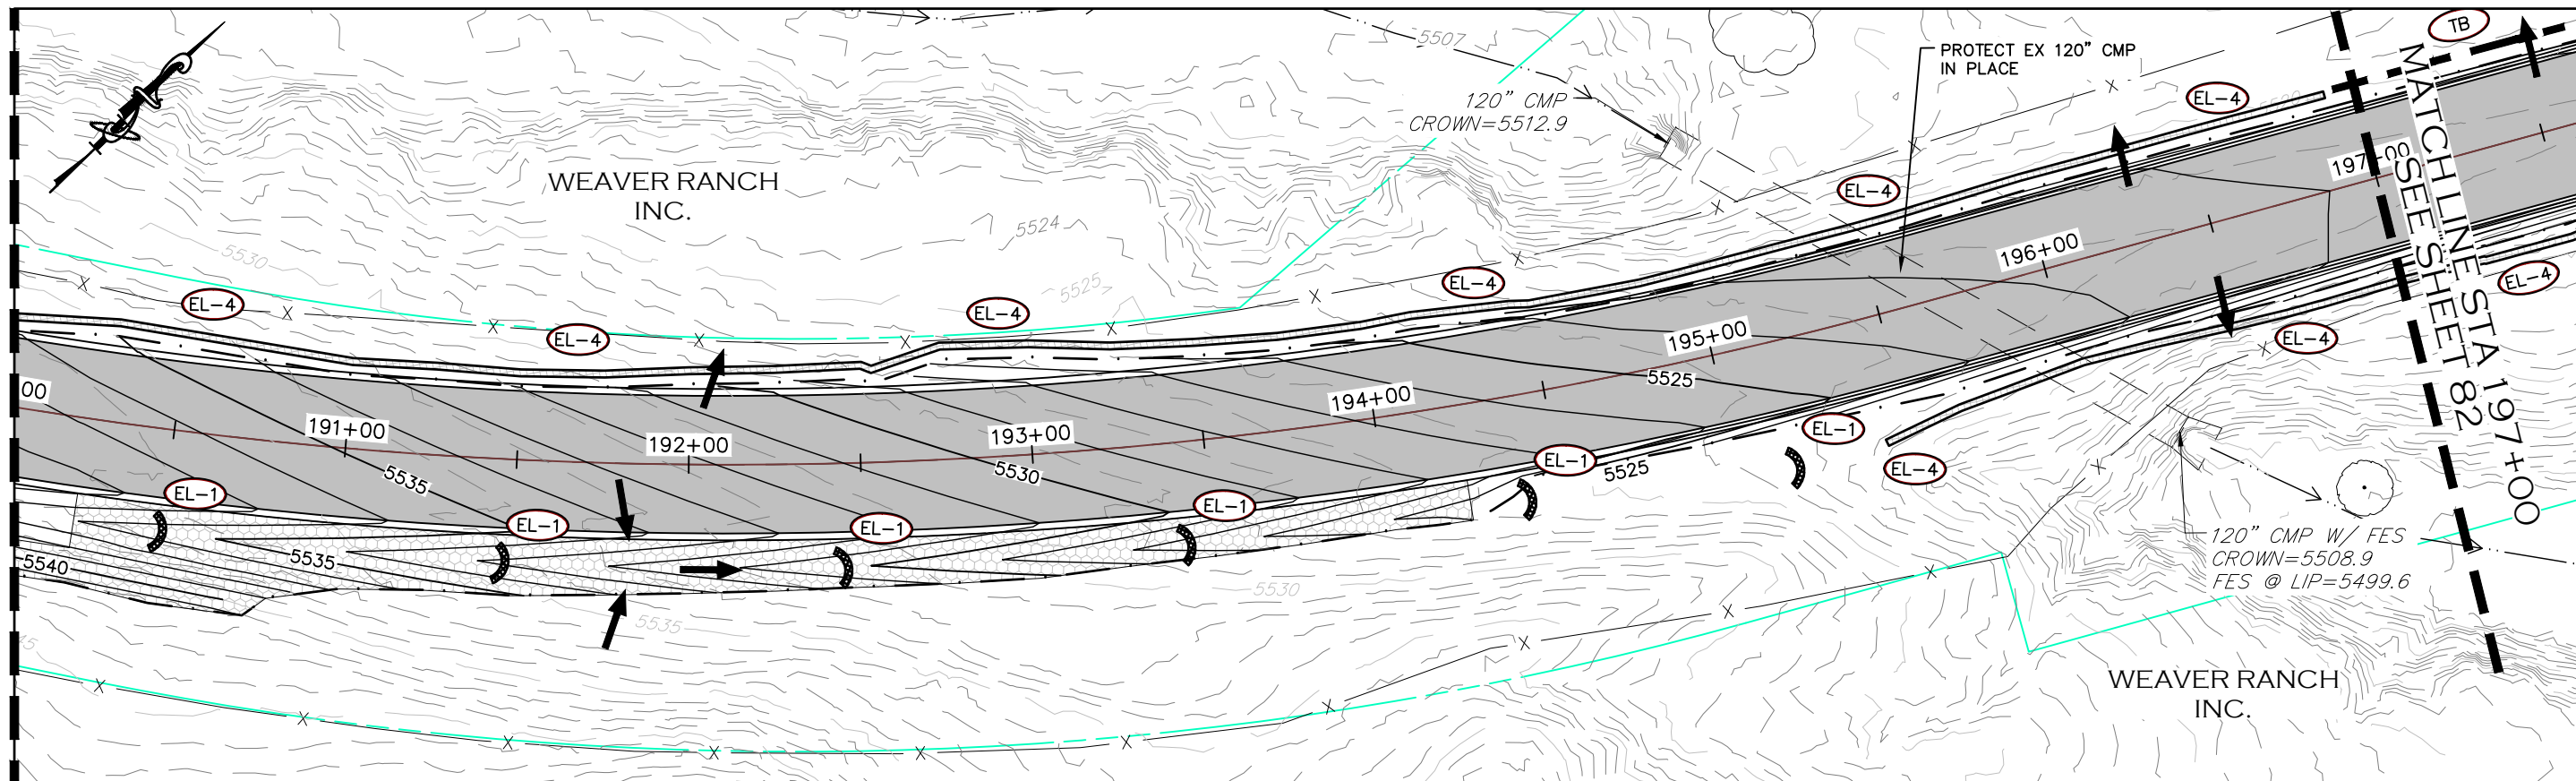 TB
5507
PROTECT EX 120" CMP
IN PLACE
120" CMP
CROWN=5512.9
EL-4
MATCHLINE STA 197+00
SEE SHEET 82
197+00
WEAVER RANCH
INC.
EL-4
5524
196+00
5530
5525
EL-4
EL-4
EL-4
EL-4
EL-4
EL-4
195+00
5525
00
194+00
191+00
192+00
193+00
EL-1
EL-1
EL-4
5535
5530
5525
EL-1
EL-1
EL-1
EL-1
5540
5535
5530
120" CMP W/ FES
CROWN=5508.9
FES @ LIP=5499.6
5535
WEAVER RANCH
INC.